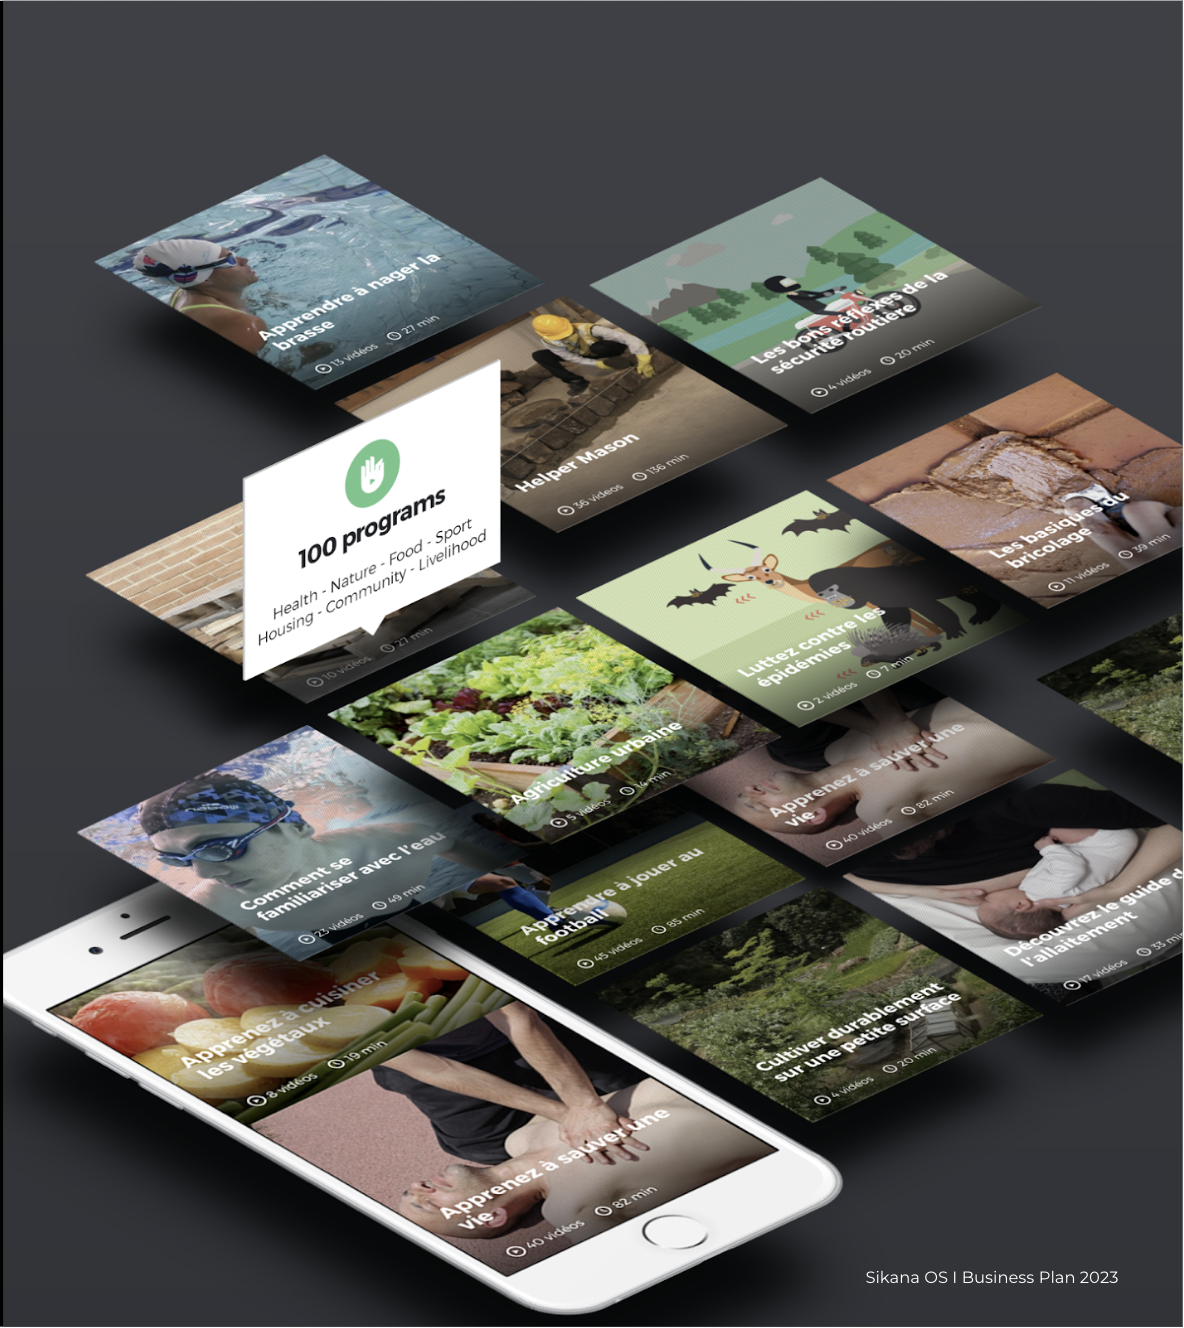 Apprendre à nager la
brasse
13 vidéos 27 min
Les bons réflexes de la
sécurité routière
4 vidéos 20 min
Helper Mason
36 videos 136 min
100 programs
Health - Nature - Food - Sport
Housing - Community - Livelihood
Les basiques du
bricolage
11 vidéos 39 min
10 vidéos 27 min
Luttez contre les
épidémies
2 vidéos 7 min
Agriculture urbaine
5 vidéos 14 min
Apprenez à sauver une
vie
40 vidéos 82 min
Comment se
familiariser avec l'eau
23 vidéos 49 min
Apprendre à jouer au
football
45 vidéos 85 min
Découvrez le guide d
l'allaitement
17 vidéos 33 min
Cultiver durablement
sur une petite surface
4 vidéos 20 min
Apprenez à cuisiner
les végétaux
8 vidéos 19 min
Apprenez à sauver une
vie
40 vidéos 82 min
Sikana OS I Business Plan 2023